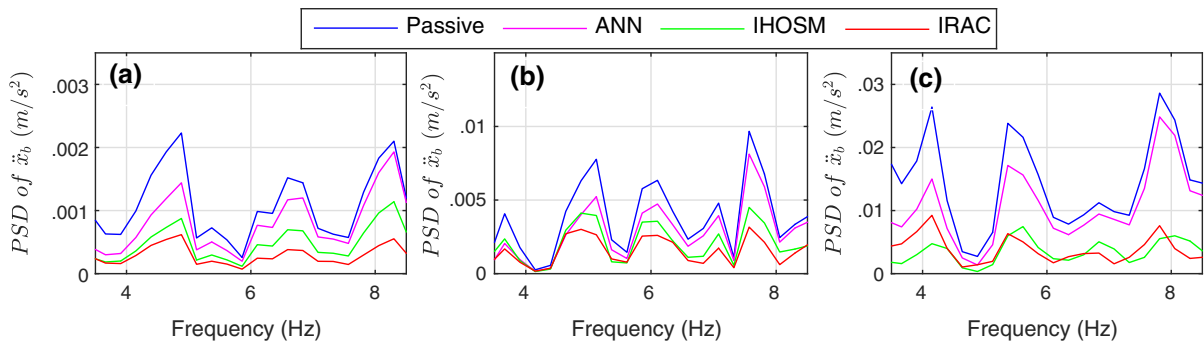 Passive ANN IHOSM IRAC
(a)
PSD of ẍ_b (m/s²)
.003
.002
.001
0
4 6 8
Frequency (Hz)
(b)
PSD of ẍ_b (m/s²)
.01
.005
0
4 6 8
Frequency (Hz)
(c)
PSD of ẍ_b (m/s²)
.03
.02
.01
0
4 6 8
Frequency (Hz)